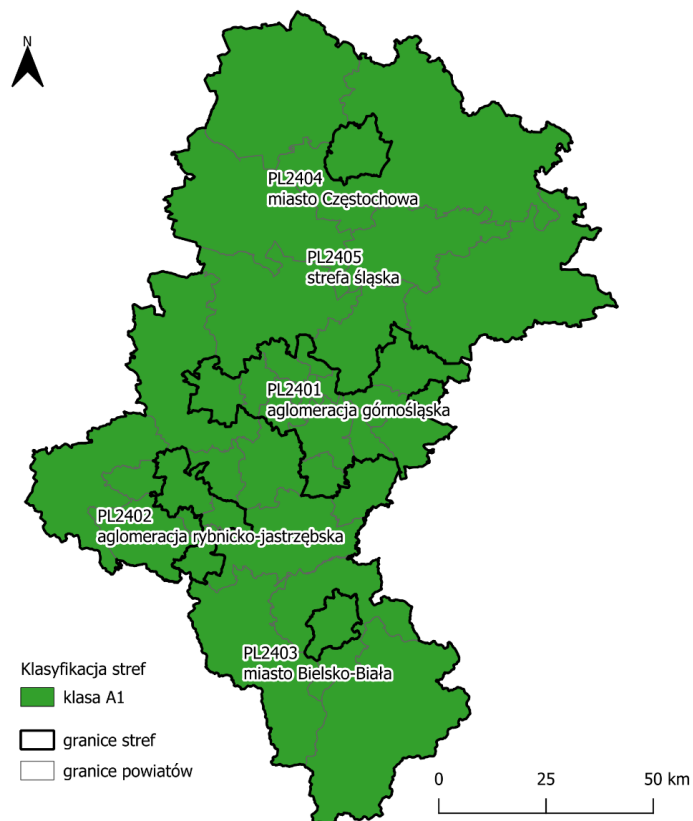 N
PL2404
miasto Częstochowa
PL2405
strefa śląska
PL2401
aglomeracja górnośląska
PL2402
aglomeracja rybnicko-jastrzębska
PL2403
miasto Bielsko-Biała
Klasyfikacja stref
klasa A1
granice stref
granice powiatów
0 25 50 km